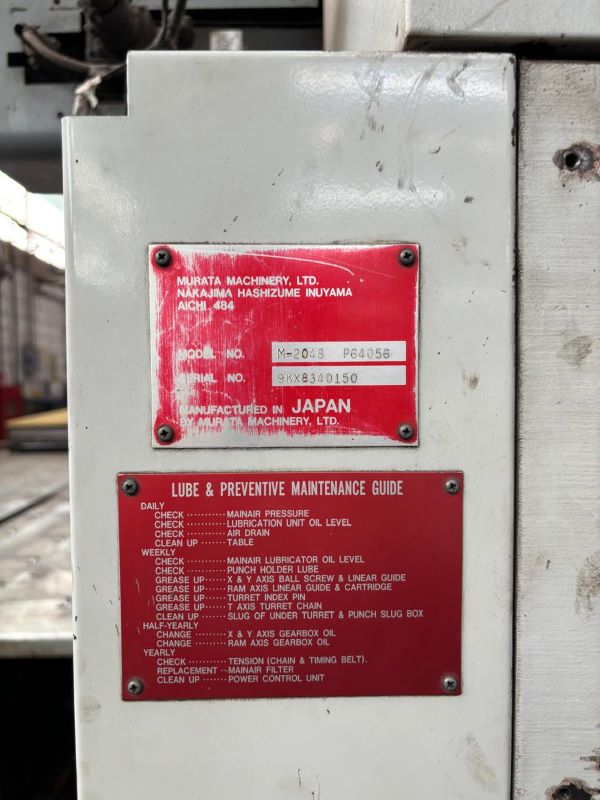 MURATA MACHINERY, LTD.
NAKAJIMA HASHIZUME INUYAMA
AICHI 484
MODEL NO. M-2048 P64056
SERIAL NO. 9KX8340150
MANUFACTURED IN JAPAN
BY MURATA MACHINERY, LTD.
LUBE & PREVENTIVE MAINTENANCE GUIDE
DAILY
CHECK ··········· MAINAIR PRESSURE
CHECK ··········· LUBRICATION UNIT OIL LEVEL
CHECK ··········· AIR DRAIN
CLEAN UP ······ TABLE
WEEKLY
CHECK ··········· MAINAIR LUBRICATOR OIL LEVEL
CHECK ··········· PUNCH HOLDER LUBE
GREASE UP ····· X & Y AXIS BALL SCREW & LINEAR GUIDE
GREASE UP ····· RAM AXIS LINEAR GUIDE & CARTRIDGE
GREASE UP ····· TURRET INDEX PIN
GREASE UP ····· T AXIS TURRET CHAIN
CLEAN UP ······ SLUG OF UNDER TURRET & PUNCH SLUG BOX
HALF-YEARLY
CHANGE ········ X & Y AXIS GEARBOX OIL
CHANGE ········ RAM AXIS GEARBOX OIL
YEARLY
CHECK ··········· TENSION (CHAIN & TIMING BELT).
REPLACEMENT ·· MAINAIR FILTER
CLEAN UP ······· POWER CONTROL UNIT